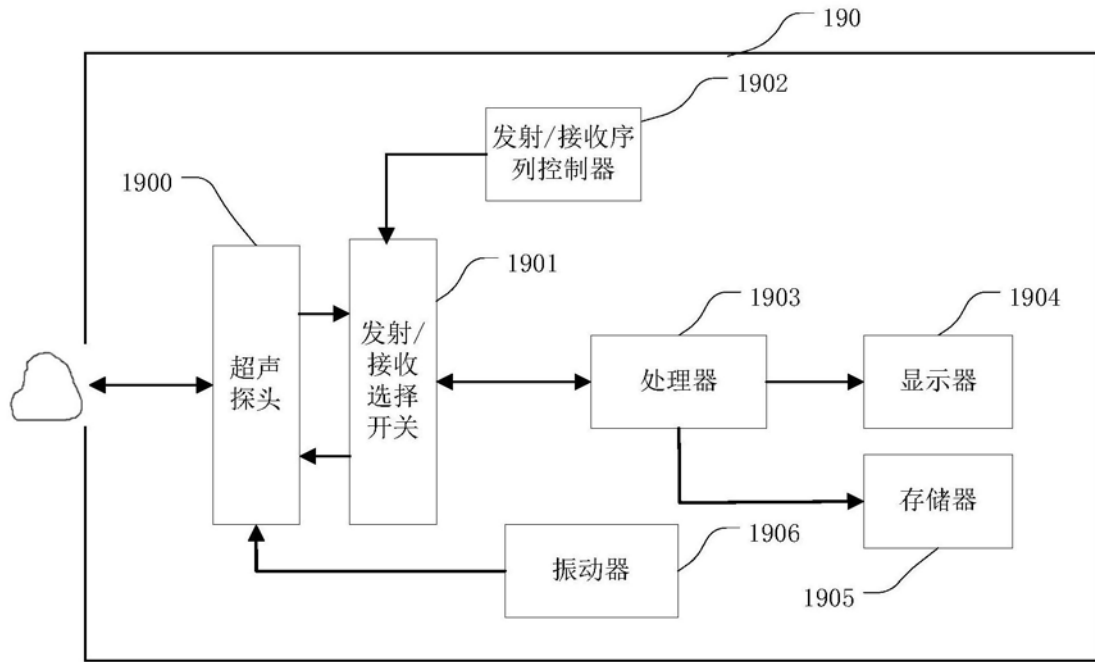 190
1902
发射/接收序
列控制器
1900
1901
1903
1904
超声
探头
发射/
接收
选择
开关
处理器
显示器
存储器
振动器
1906
1905